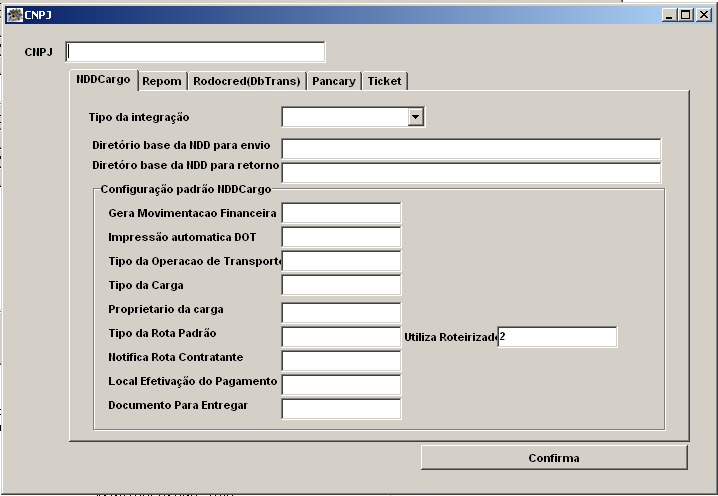 CNPJ
CNPJ
NDDCargo Repom Rodocred(DbTrans) Pancary Ticket
Tipo da integração
Diretório base da NDD para envio
Diretóro base da NDD para retorno
Configuração padrão NDDCargo
Gera Movimentacao Financeira
Impressão automatica DOT
Tipo da Operacao de Transporte
Tipo da Carga
Proprietario da carga
Tipo da Rota Padrão Utiliza Roteirizado 2
Notifica Rota Contratante
Local Efetivação do Pagamento
Documento Para Entregar
Confirma